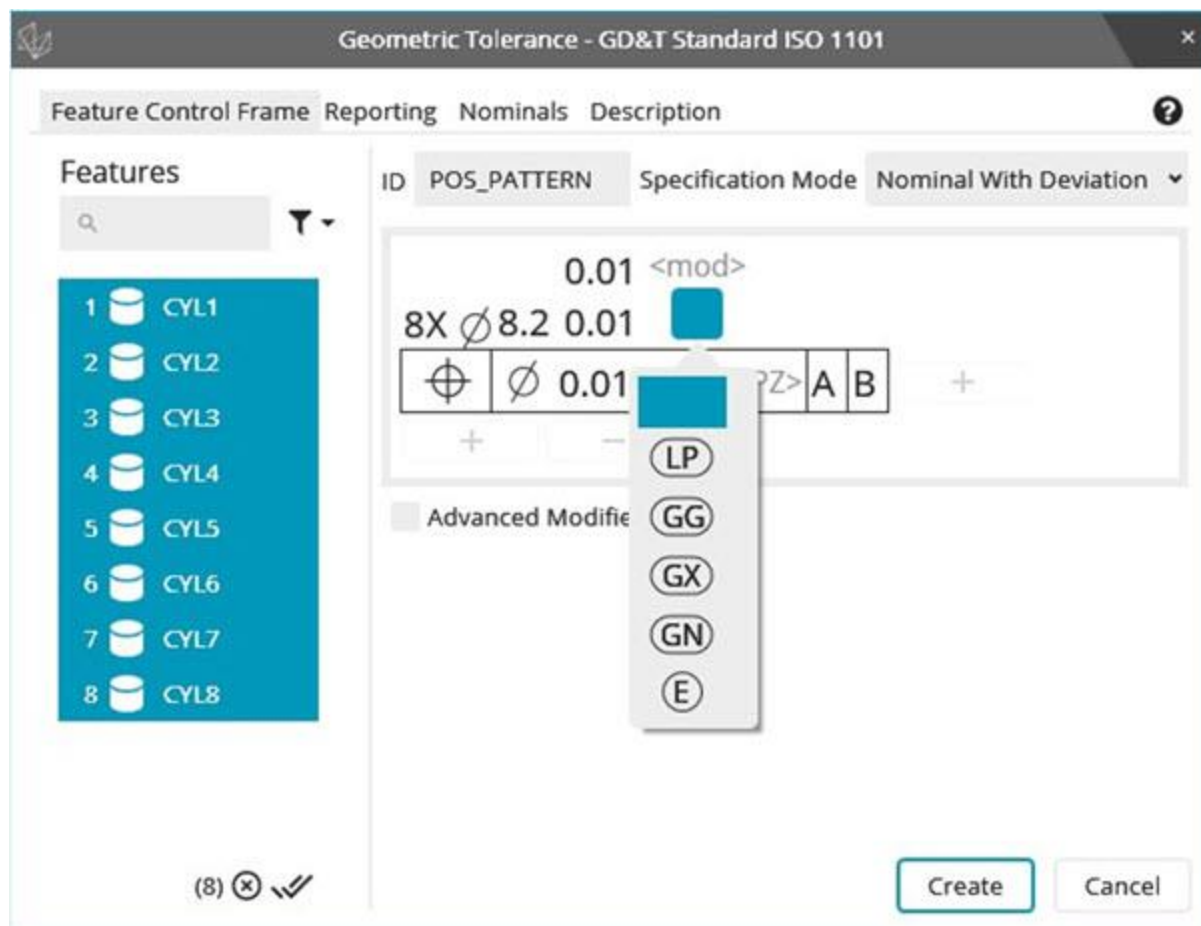 Geometric Tolerance - GD&T Standard ISO 1101 ×
Feature Control Frame Reporting Nominals Description ?
Features
ID POS_PATTERN Specification Mode Nominal With Deviation
0.01 <mod>
8X ⌀ 8.2 0.01
⌖ ⌀ 0.01 PZ> A B +
+ −
Advanced Modifie
LP
GG
GX
GN
E
1 CYL1
2 CYL2
3 CYL3
4 CYL4
5 CYL5
6 CYL6
7 CYL7
8 CYL8
(8)
Create Cancel